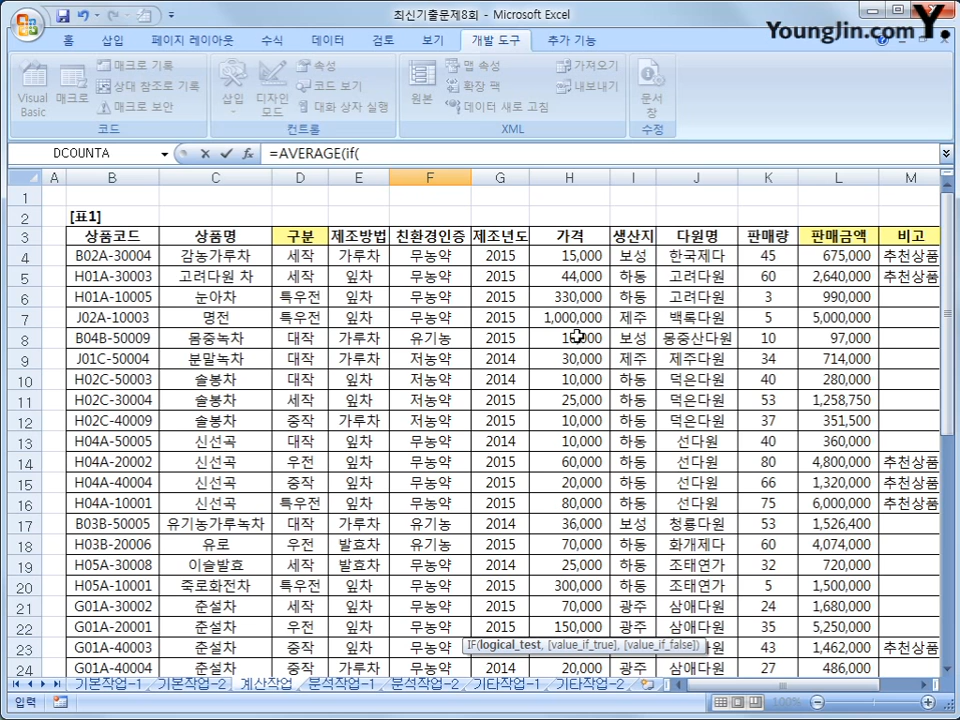 최신기출문제8회 - Microsoft Excel
YoungJin.com Y.
홈 삽입 페이지 레이아웃 수식 데이터 검토 보기 개발 도구 추가 기능
Visual Basic 매크로 매크로 기록 상대 참조로 기록 매크로 보안 코드
삽입 디자인 모드 속성 코드 보기 대화 상자 실행 컨트롤
원본 맵 속성 확장 팩 데이터 새로 고침 가져오기 내보내기 XML
문서 창 수정
DCOUNTA fx =AVERAGE(if(
A B C D E F G H I J K L M
1
2 [표1]
3 상품코드 상품명 구분 제조방법 친환경인증 제조년도 가격 생산지 다원명 판매량 판매금액 비고
4 B02A-30004 감농가루차 세작 가루차 무농약 2015 15,000 보성 한국제다 45 675,000 추천상품
5 H01A-30003 고려다원 차 세작 잎차 무농약 2015 44,000 하동 고려다원 60 2,640,000 추천상품
6 H01A-10005 눈아차 특우전 잎차 무농약 2015 330,000 하동 고려다원 3 990,000
7 J02A-10003 명전 특우전 잎차 무농약 2015 1,000,000 제주 백록다원 5 5,000,000
8 B04B-50009 몽중녹차 대작 가루차 유기농 2015 보성 몽중산다원 10 97,000
9 J01C-50004 분말녹차 대작 가루차 저농약 2014 30,000 제주 제주다원 34 714,000
10 H02C-50003 솔봉차 대작 잎차 저농약 2014 10,000 하동 덕은다원 40 280,000
11 H02C-30004 솔봉차 세작 잎차 저농약 2015 25,000 하동 덕은다원 53 1,258,750
12 H02C-40009 솔봉차 중작 가루차 저농약 2015 10,000 하동 덕은다원 37 351,500
13 H04A-50005 신선곡 대작 잎차 무농약 2014 10,000 하동 선다원 40 360,000
14 H04A-20002 신선곡 우전 잎차 무농약 2015 60,000 하동 선다원 80 4,800,000 추천상품
15 H04A-40004 신선곡 중작 잎차 무농약 2015 20,000 하동 선다원 66 1,320,000 추천상품
16 H04A-10001 신선곡 특우전 잎차 무농약 2015 80,000 하동 선다원 75 6,000,000 추천상품
17 B03B-50005 유기농가루녹차 대작 가루차 유기농 2014 36,000 보성 청룡다원 53 1,526,400
18 H03B-20006 유로 우전 발효차 유기농 2015 70,000 하동 화개제다 60 4,074,000
19 H05A-30008 이슬발효 세작 발효차 무농약 2014 25,000 하동 조태연가 32 720,000
20 H05A-10001 죽로화전차 특우전 잎차 무농약 2015 300,000 하동 조태연가 5 1,500,000
21 G01A-30002 준설차 세작 잎차 무농약 2015 70,000 광주 삼애다원 24 1,680,000
22 G01A-20001 준설차 우전 잎차 무농약 2015 150,000 광주 삼애다원 35 5,250,000
23 G01A-40003 준설차 중작 잎차 무농약 43 1,462,000 추천상품
IF(logical_test, [value_if_true], [value_if_false])
24 G01A-40004 준설차 중작 가루차 무농약 2014 20,000 광주 삼애다원 27 486,000
기본작업-1 기본작업-2 계산작업 분석작업-1 분석작업-2 기타작업-1 기타작업-2
입력 100%